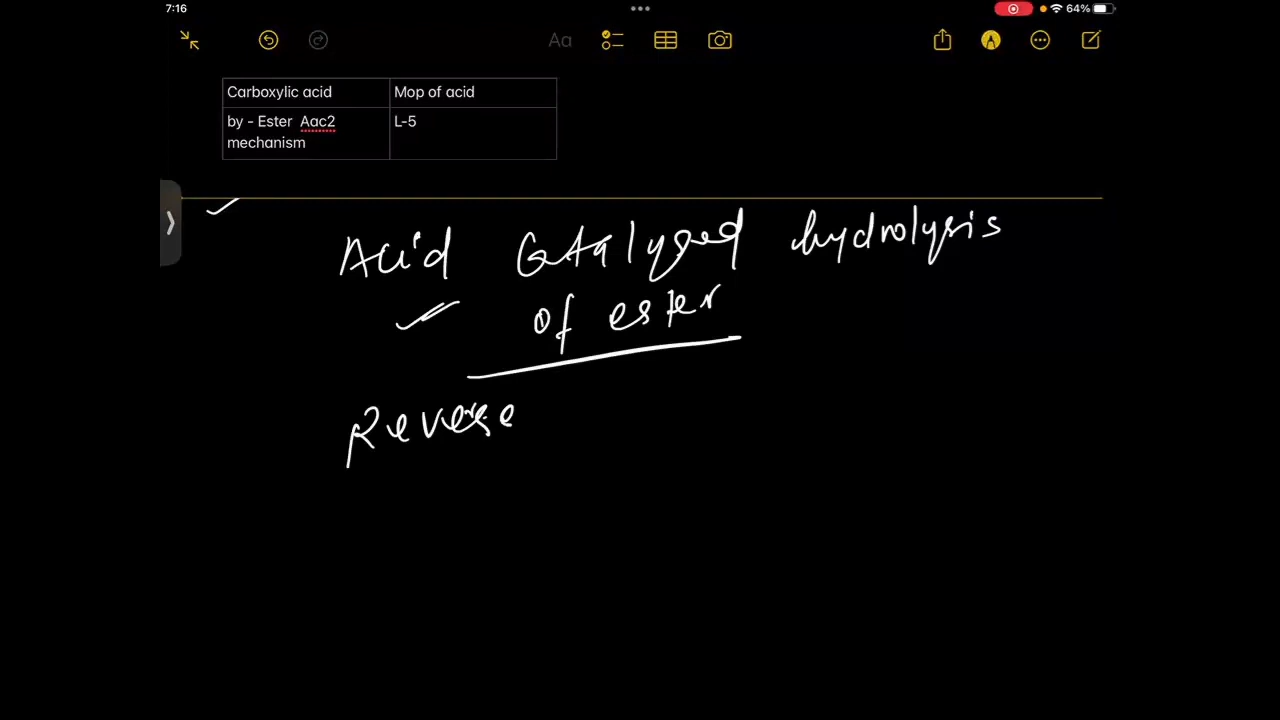 7:16
64%
Aa
Carboxylic acid
Mop of acid
by - Ester Aac2
mechanism
L-5
Acid Catalysed hydrolysis
of ester
Reverse